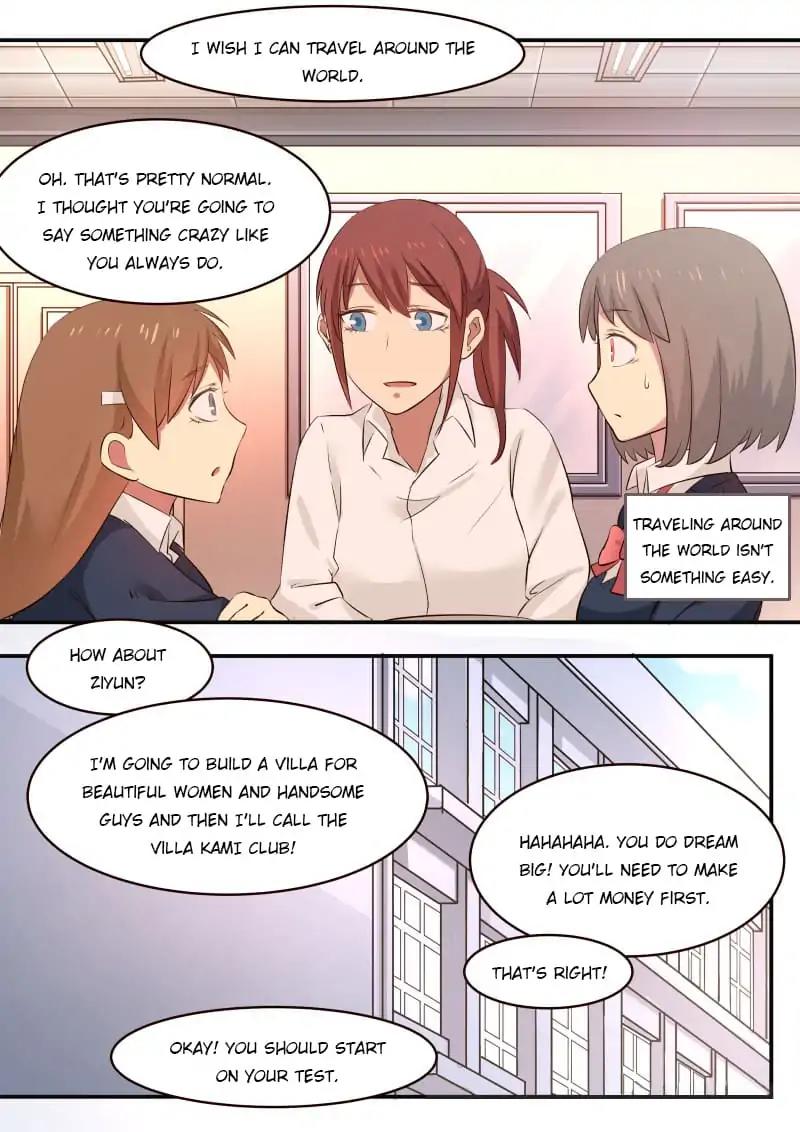 I WISH I CAN TRAVEL AROUND THE
WORLD.
OH. THAT'S PRETTY NORMAL.
I THOUGHT YOU'RE GOING TO
SAY SOMETHING CRAZY LIKE
YOU ALWAYS DO.
TRAVELING AROUND
THE WORLD ISN'T
SOMETHING EASY.
HOW ABOUT
ZIYUN?
I'M GOING TO BUILD A VILLA FOR
BEAUTIFUL WOMEN AND HANDSOME
GUYS AND THEN I'LL CALL THE
VILLA KAMI CLUB!
HAHAHAHA. YOU DO DREAM
BIG! YOU'LL NEED TO MAKE
A LOT MONEY FIRST.
THAT'S RIGHT!
OKAY! YOU SHOULD START
ON YOUR TEST.